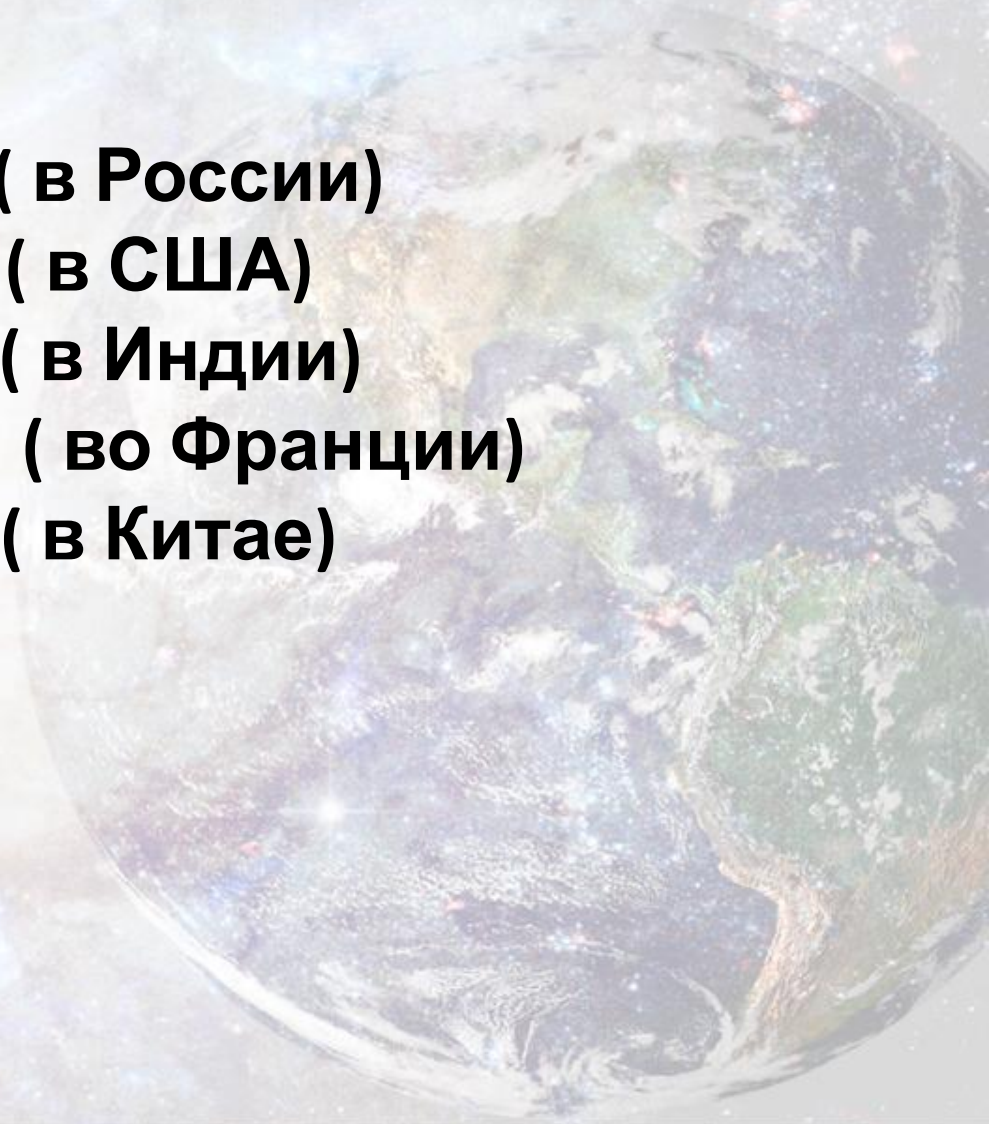 ( в России)
( в США)
( в Индии)
( во Франции)
( в Китае)